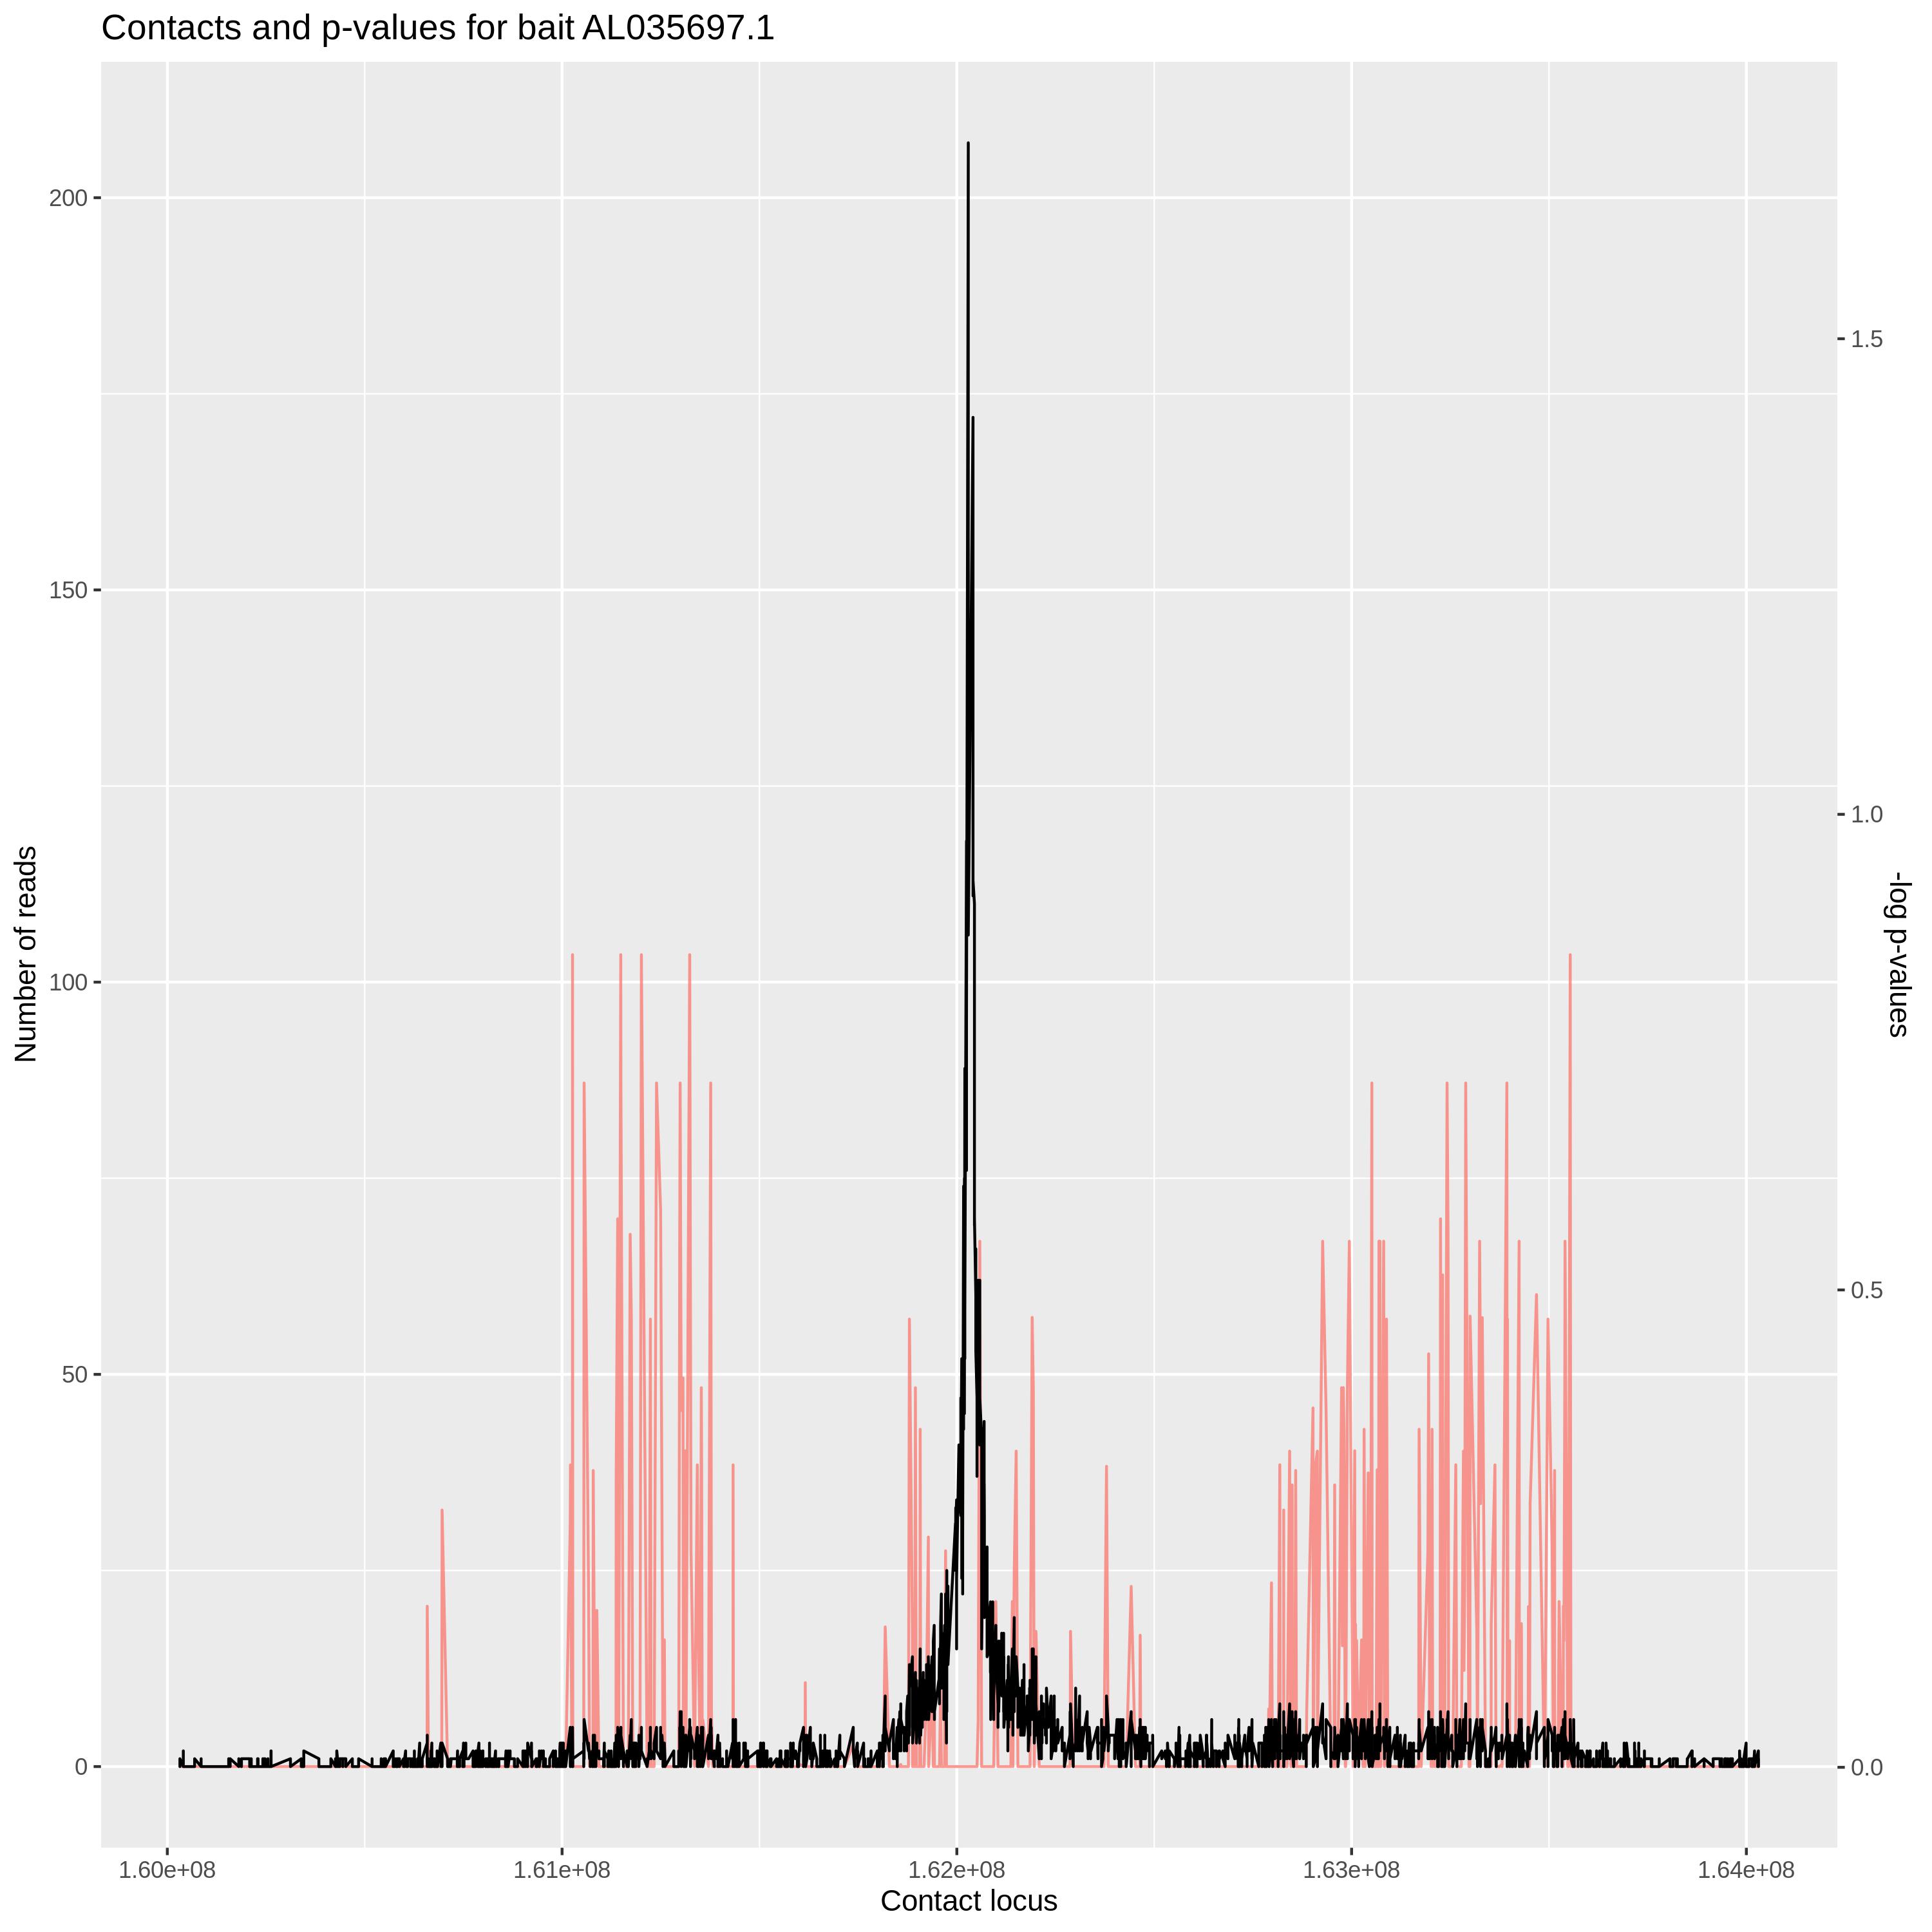 Contacts and p-values for bait AL035697.1
200
150
100
50
0
Number of reads
1.5
1.0
0.5
0.0
-log p-values
1.60e+08
1.61e+08
1.62e+08
1.63e+08
1.64e+08
Contact locus